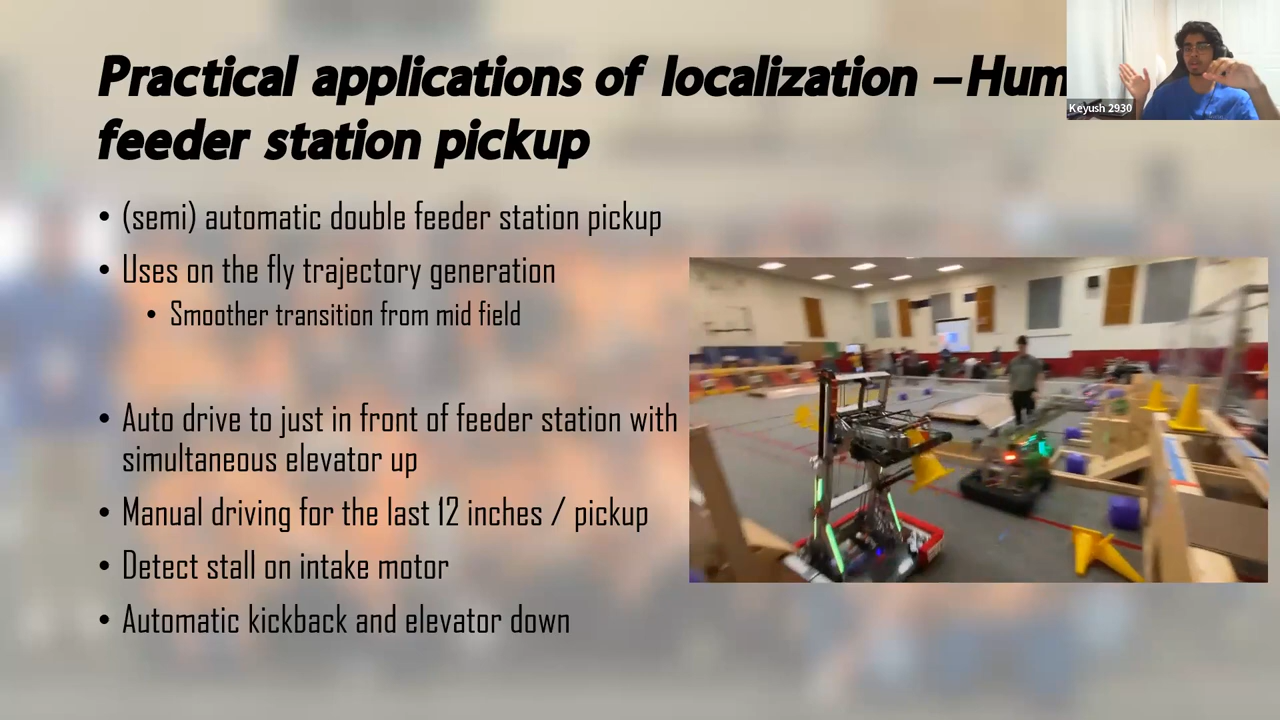 Practical applications of localization – Hum
feeder station pickup
Keyush 2930
• (semi) automatic double feeder station pickup
• Uses on the fly trajectory generation
• Smoother transition from mid field
• Auto drive to just in front of feeder station with
simultaneous elevator up
• Manual driving for the last 12 inches / pickup
• Detect stall on intake motor
• Automatic kickback and elevator down